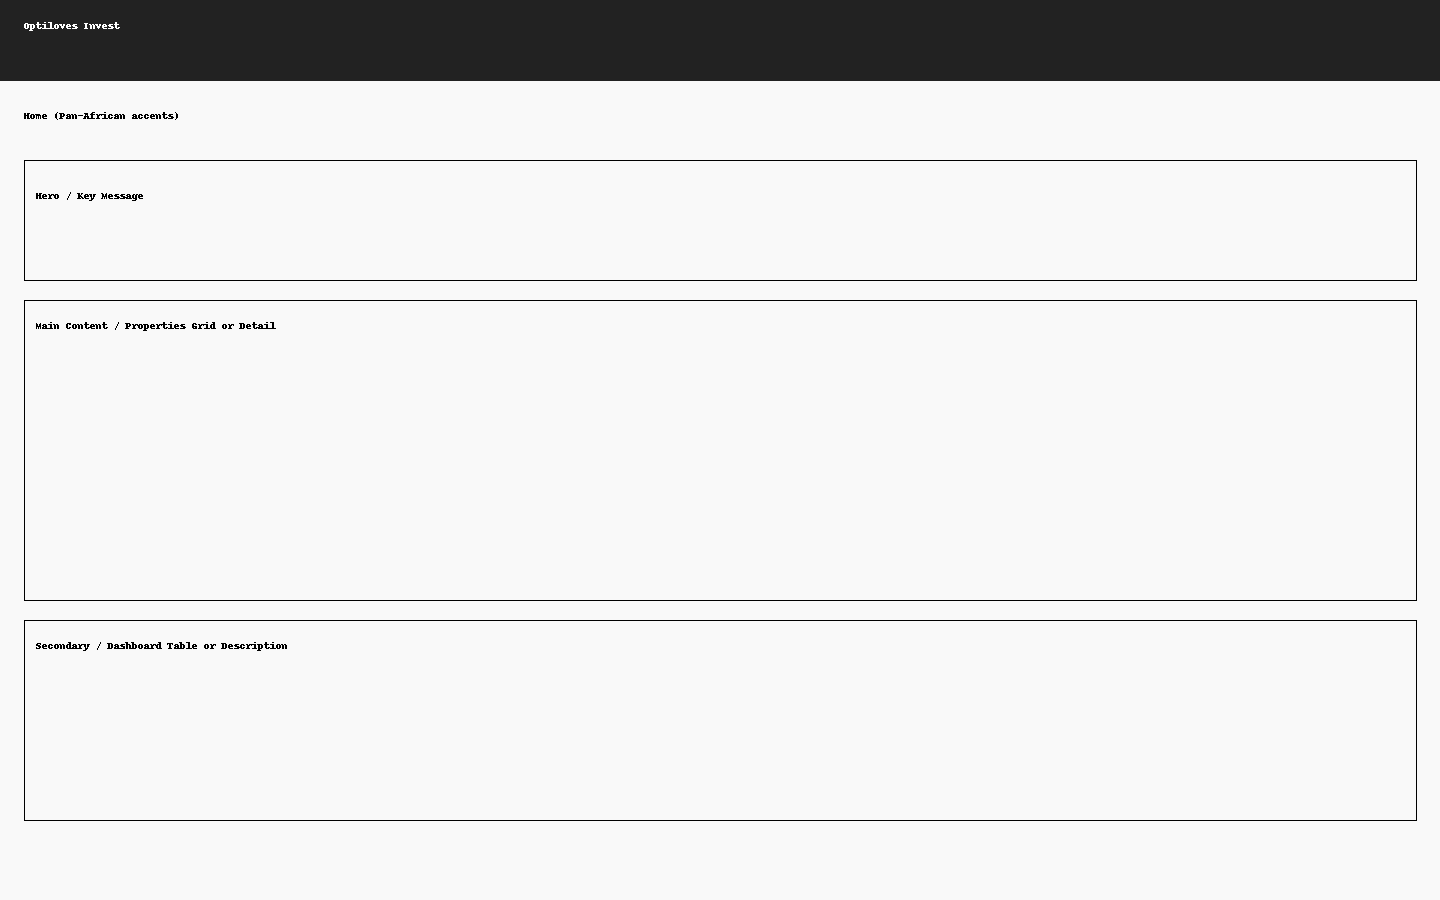 Optiloves Invest
Home (Pan-African accents)
Hero / Key Message
Main Content / Properties Grid or Detail
Secondary / Dashboard Table or Description